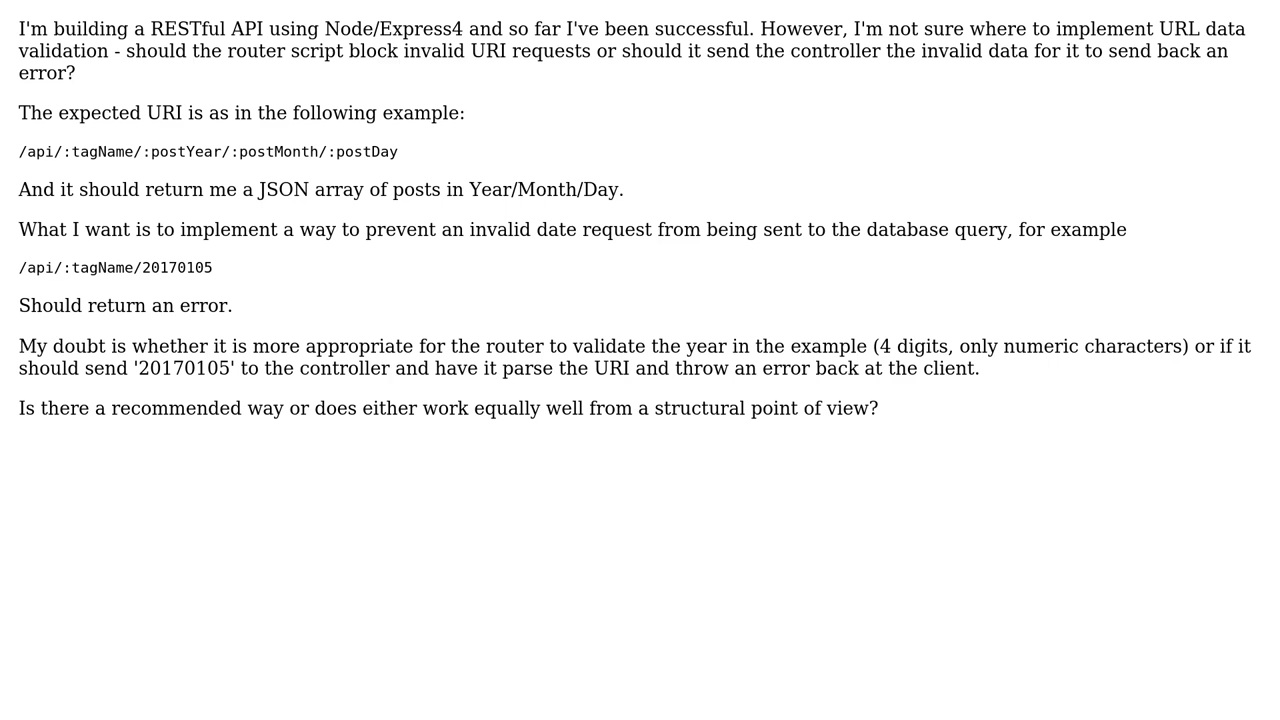 I'm building a RESTful API using Node/Express4 and so far I've been successful. However, I'm not sure where to implement URL data
validation - should the router script block invalid URI requests or should it send the controller the invalid data for it to send back an
error?
The expected URI is as in the following example:
/api/:tagName/:postYear/:postMonth/:postDay
And it should return me a JSON array of posts in Year/Month/Day.
What I want is to implement a way to prevent an invalid date request from being sent to the database query, for example
/api/:tagName/20170105
Should return an error.
My doubt is whether it is more appropriate for the router to validate the year in the example (4 digits, only numeric characters) or if it
should send '20170105' to the controller and have it parse the URI and throw an error back at the client.
Is there a recommended way or does either work equally well from a structural point of view?